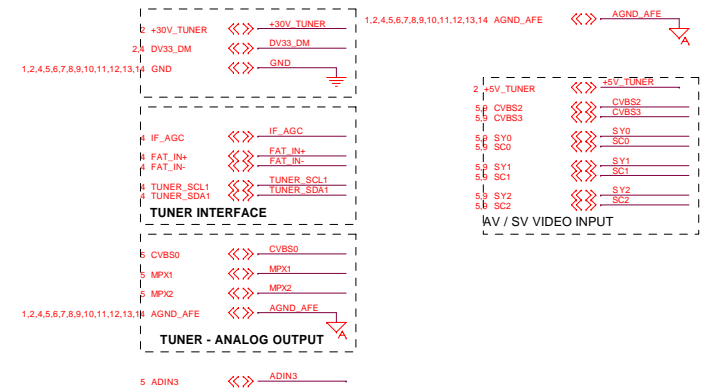 2 +30V_TUNER +30V_TUNER
2,4 DV33_DM DV33_DM
1,2,4,5,6,7,8,9,10,11,12,13,14 GND GND
4 IF_AGC IF_AGC
4 FAT_IN+ FAT_IN+
4 FAT_IN- FAT_IN-
4 TUNER_SCL1 TUNER_SCL1
4 TUNER_SDA1 TUNER_SDA1
TUNER INTERFACE
5 CVBS0 CVBS0
5 MPX1 MPX1
5 MPX2 MPX2
1,2,4,5,6,7,8,9,10,11,12,13,14 AGND_AFE AGND_AFE
A
TUNER - ANALOG OUTPUT
5 ADIN3 ADIN3
1,2,4,5,6,7,8,9,10,11,12,13,14 AGND_AFE AGND_AFE
A
2 +5V_TUNER +5V_TUNER
5,9 CVBS2 CVBS2
5,9 CVBS3 CVBS3
5,9 SY0 SY0
5,9 SC0 SC0
5,9 SY1 SY1
5,9 SC1 SC1
5,9 SY2 SY2
5,9 SC2 SC2
AV / SV VIDEO INPUT